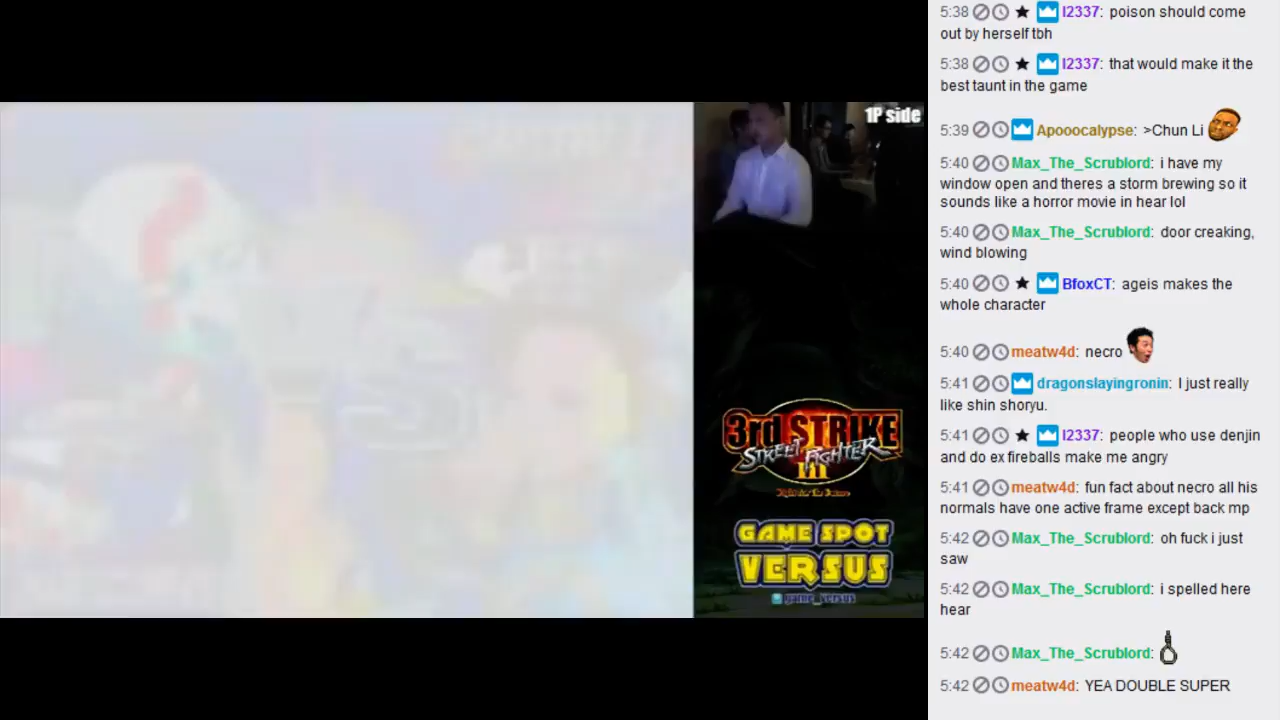 1P side
3rd STRIKE
STREET FIGHTER
III
GAME SPOT
VERSUS
game_versus
5:38 l2337: poison should come
out by herself tbh
5:38 l2337: that would make it the
best taunt in the game
5:39 Apooocalypse: >Chun Li
5:40 Max_The_Scrublord: i have my
window open and theres a storm brewing so it
sounds like a horror movie in hear lol
5:40 Max_The_Scrublord: door creaking,
wind blowing
5:40 BfoxCT: ageis makes the
whole character
5:40 meatw4d: necro
5:41 dragonslayingronin: I just really
like shin shoryu.
5:41 l2337: people who use denjin
and do ex fireballs make me angry
5:41 meatw4d: fun fact about necro all his
normals have one active frame except back mp
5:42 Max_The_Scrublord: oh fuck i just
saw
5:42 Max_The_Scrublord: i spelled here
hear
5:42 Max_The_Scrublord:
5:42 meatw4d: YEA DOUBLE SUPER